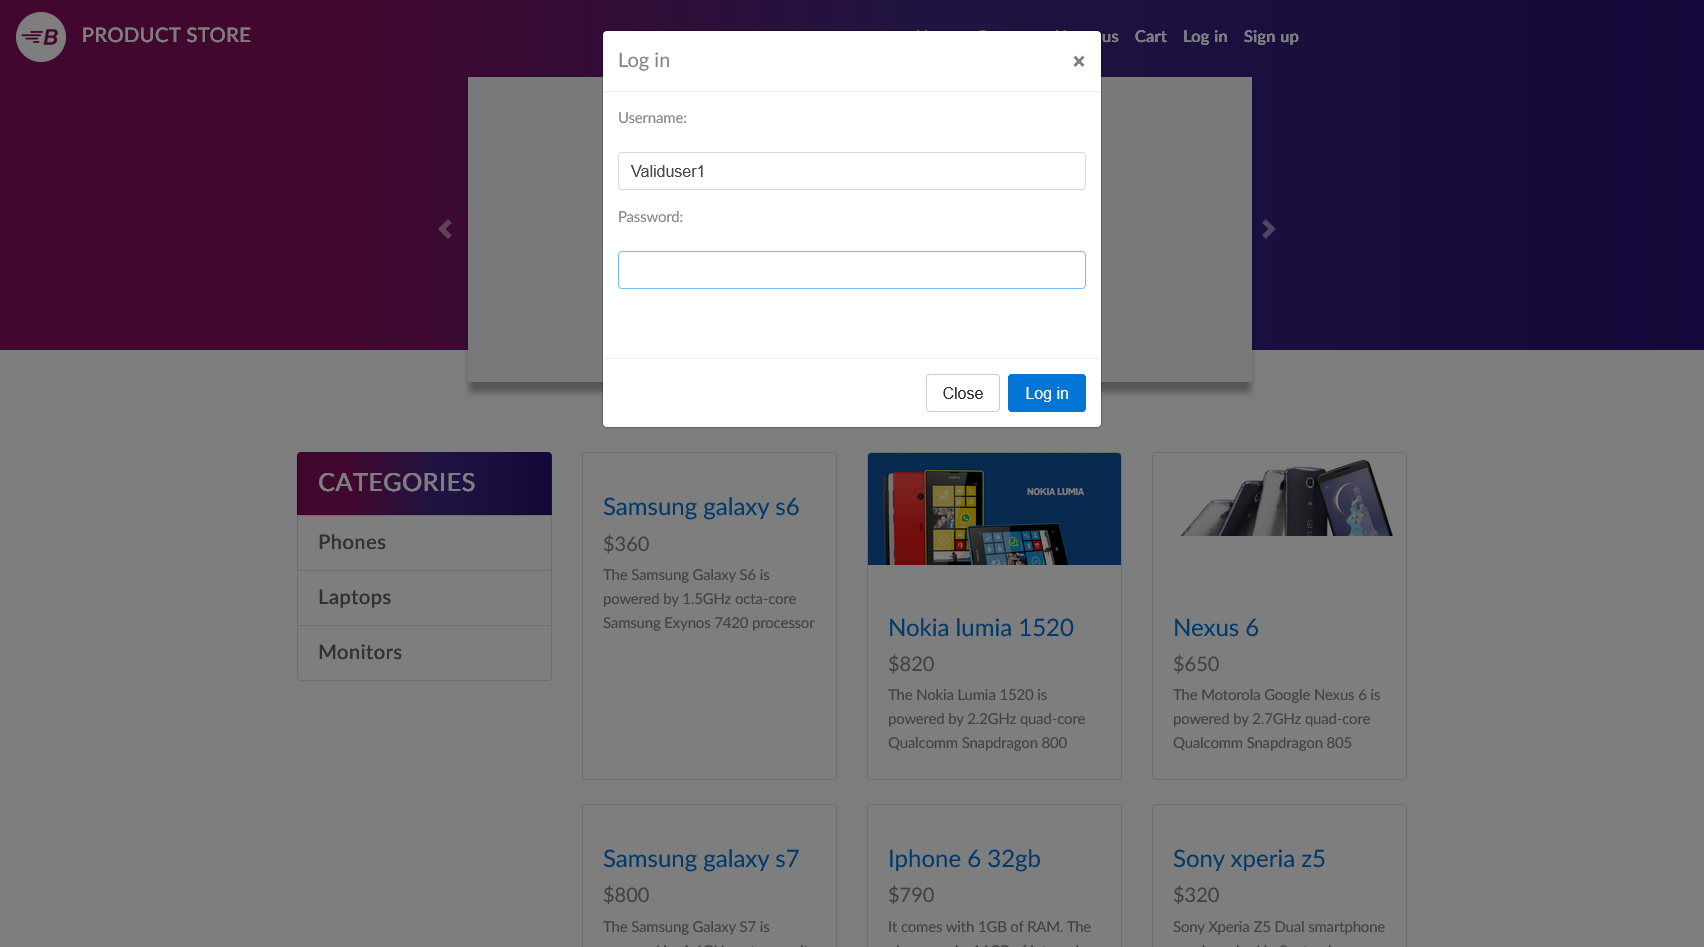 PRODUCT STORE
us Cart Log in Sign up
Log in
×
Username:
Validuser1
Password:
Close Log in
CATEGORIES
Phones
Laptops
Monitors
Samsung galaxy s6
$360
The Samsung Galaxy S6 is
powered by 1.5GHz octa-core
Samsung Exynos 7420 processor
NOKIA LUMIA
Nokia lumia 1520
$820
The Nokia Lumia 1520 is
powered by 2.2GHz quad-core
Qualcomm Snapdragon 800
Nexus 6
$650
The Motorola Google Nexus 6 is
powered by 2.7GHz quad-core
Qualcomm Snapdragon 805
Samsung galaxy s7
$800
The Samsung Galaxy S7 is
Iphone 6 32gb
$790
It comes with 1GB of RAM. The
Sony xperia z5
$320
Sony Xperia Z5 Dual smartphone